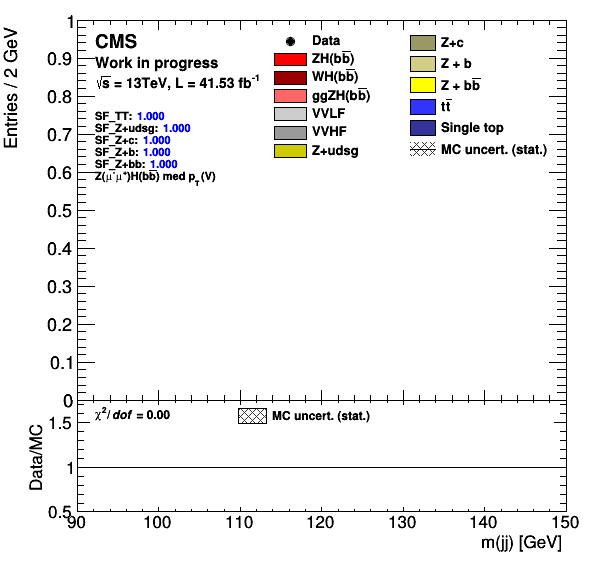 Entries / 2 GeV
1
0.9
0.8
0.7
0.6
0.5
0.4
0.3
0.2
0.1
0
CMS
Work in progress
√s = 13TeV, L = 41.53 fb⁻¹
SF_TT: 1.000
SF_Z+udsg: 1.000
SF_Z+c: 1.000
SF_Z+b: 1.000
SF_Z+bb: 1.000
Z(μ⁻μ⁺)H(bb̅) med p_T(V)
Data
ZH(bb̅)
WH(bb̅)
ggZH(bb̅)
VVLF
VVHF
Z+udsg
Z+c
Z + b
Z + bb̅
tt̅
Single top
MC uncert. (stat.)
Data/MC
1.5
1
0.5
χ²/dof = 0.00
MC uncert. (stat.)
90 100 110 120 130 140 150
m(jj) [GeV]